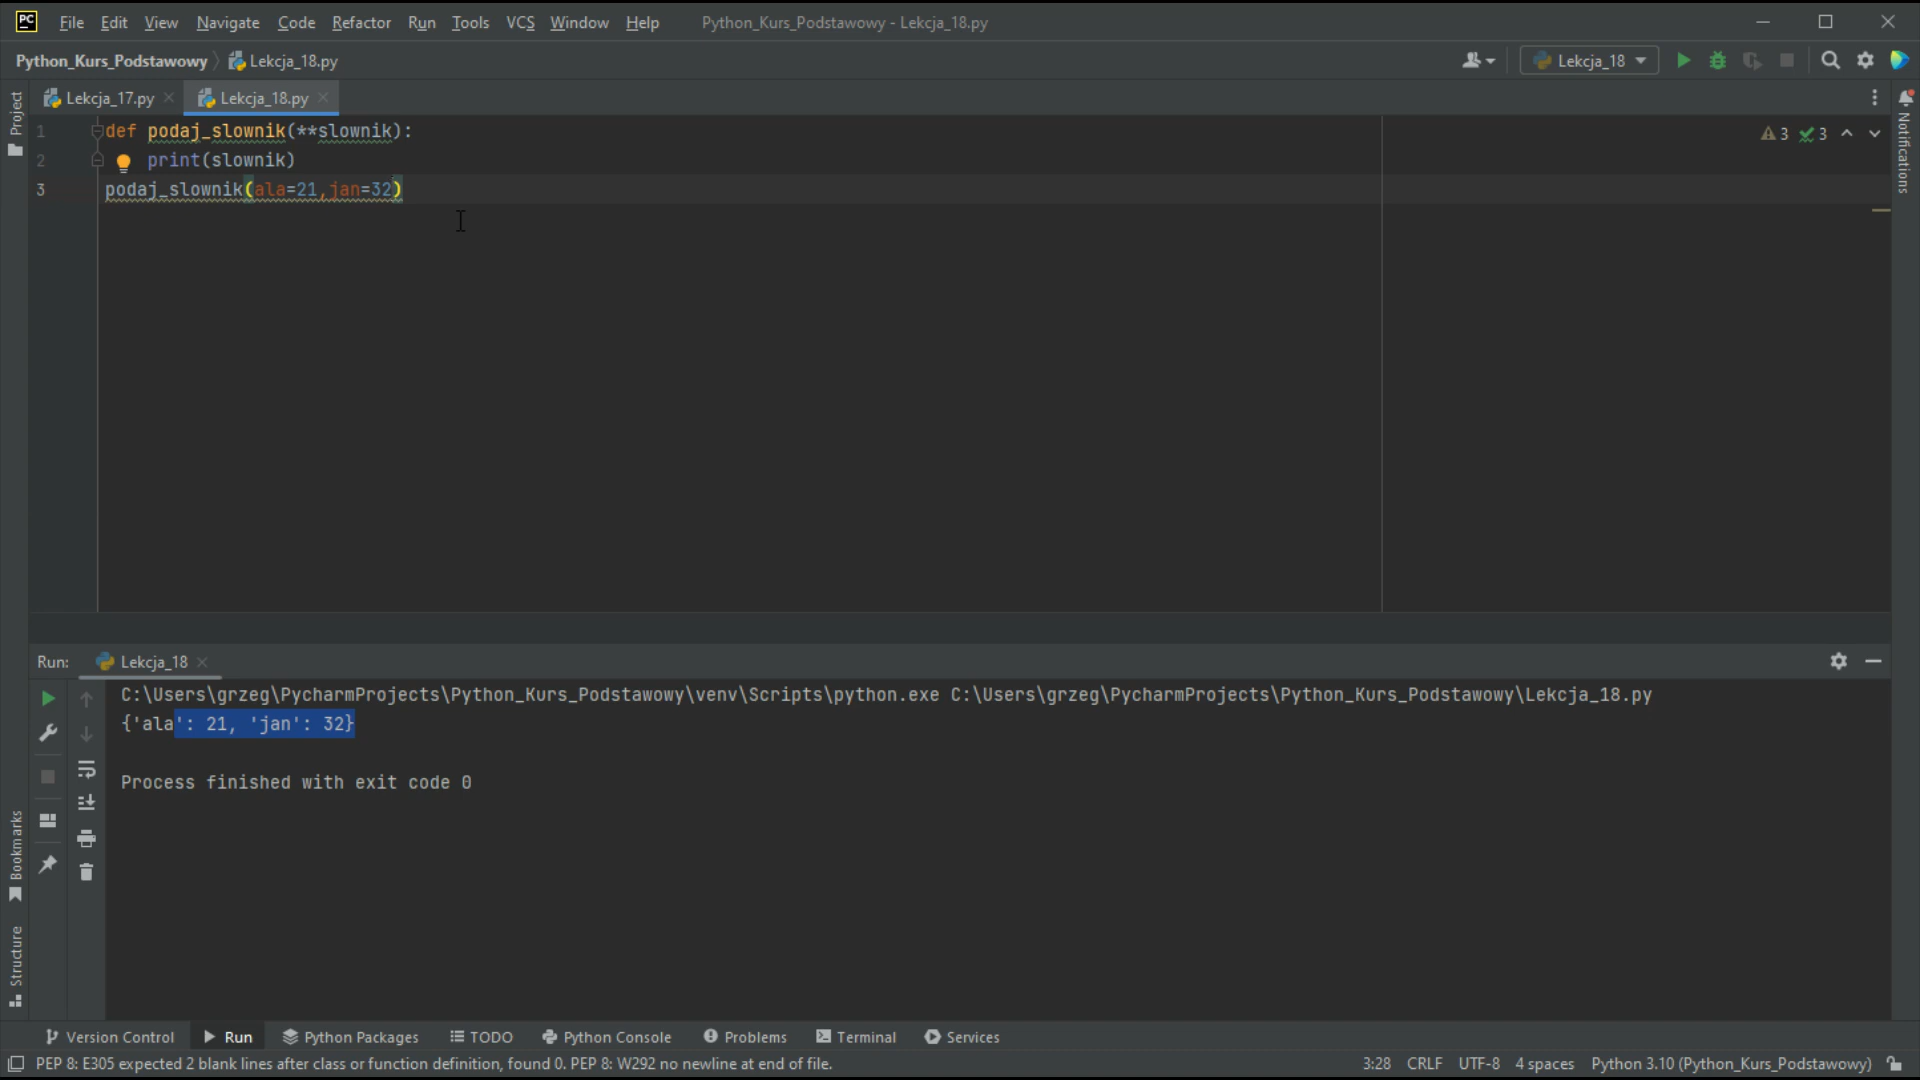 PC File Edit View Navigate Code Refactor Run Tools VCS Window Help Python_Kurs_Podstawowy - Lekcja_18.py
Python_Kurs_Podstawowy Lekcja_18.py Lekcja_18
Project Lekcja_17.py Lekcja_18.py Notifications
1 def podaj_slownik(**slownik): 3 3
2 print(slownik)
3 podaj_slownik(ala=21,jan=32)
Run: Lekcja_18
C:\Users\grzeg\PycharmProjects\Python_Kurs_Podstawowy\venv\Scripts\python.exe C:\Users\grzeg\PycharmProjects\Python_Kurs_Podstawowy\Lekcja_18.py
{'ala': 21, 'jan': 32}
Process finished with exit code 0
Bookmarks
Structure
Version Control Run Python Packages TODO Python Console Problems Terminal Services
PEP 8: E305 expected 2 blank lines after class or function definition, found 0. PEP 8: W292 no newline at end of file. 3:28 CRLF UTF-8 4 spaces Python 3.10 (Python_Kurs_Podstawowy)